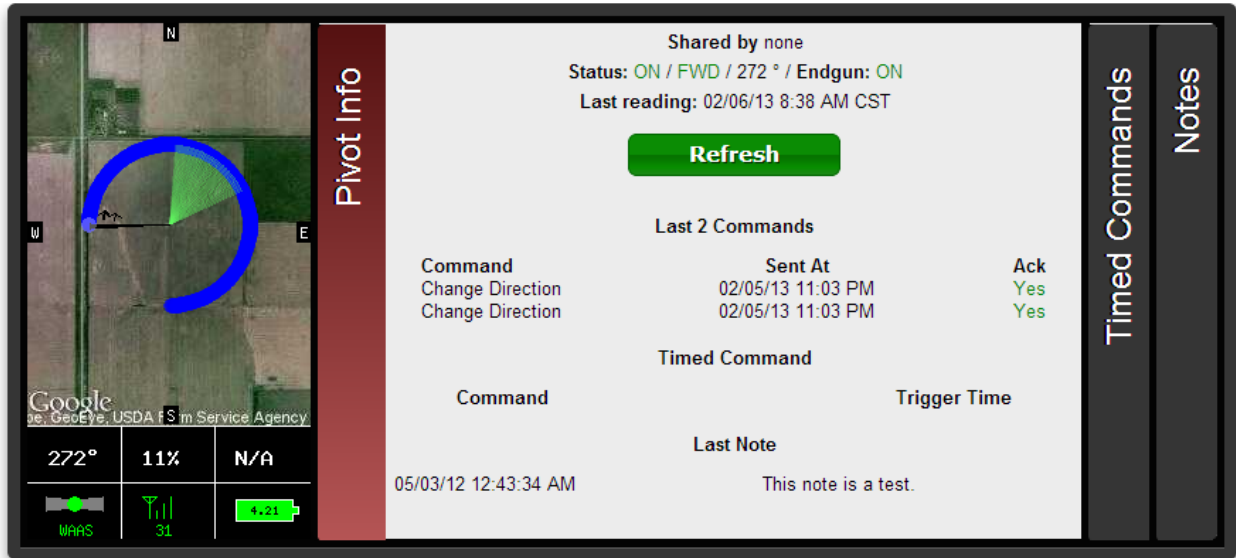 N
W
E
S
Google
pe, GeoEye, USDA F m Service Agency
272° 11% N/A
WAAS 31 4.21
Pivot Info
Shared by none
Status: ON / FWD / 272 ° / Endgun: ON
Last reading: 02/06/13 8:38 AM CST
Refresh
Last 2 Commands
Command Sent At Ack
Change Direction 02/05/13 11:03 PM Yes
Change Direction 02/05/13 11:03 PM Yes
Timed Command
Command Trigger Time
Last Note
05/03/12 12:43:34 AM This note is a test.
Timed Commands
Notes